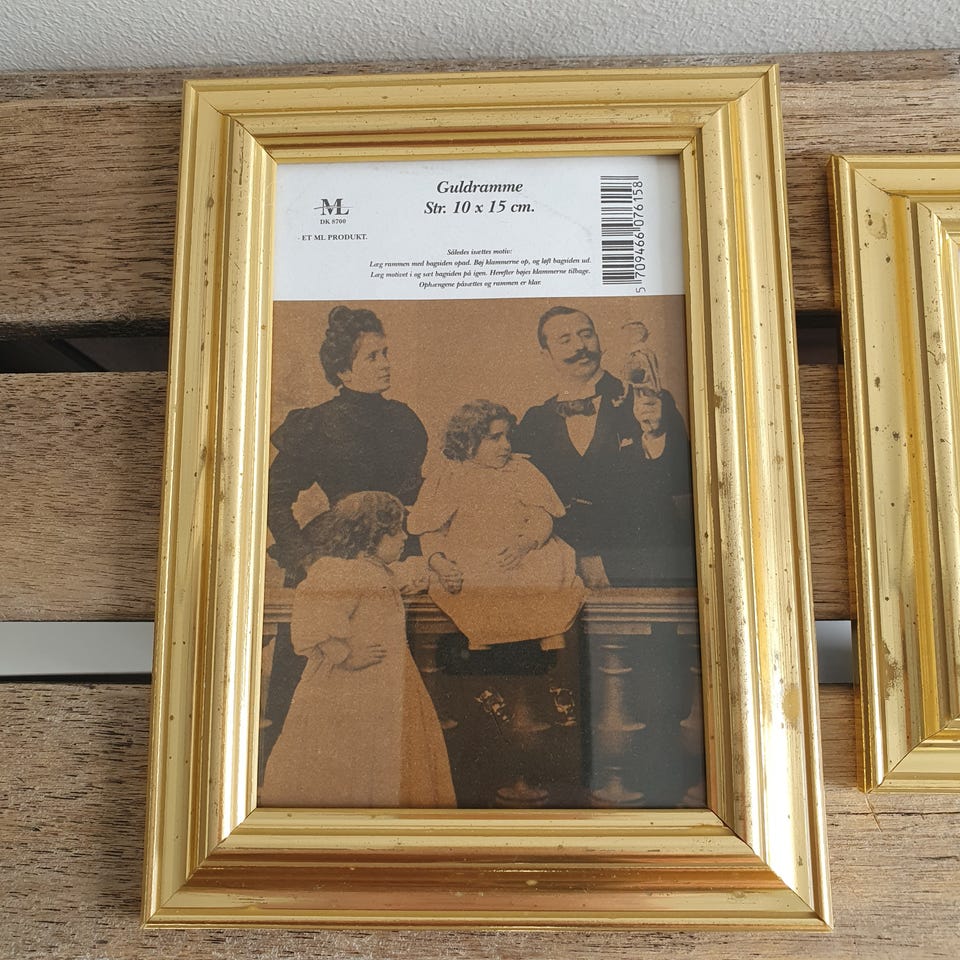 Guldramme
Str. 10 x 15 cm.
ML
DK 8700
- ET ML PRODUKT.
Således isættes motiv:
Læg rammen med bagsiden opad. Bøj klammerne op, og løft bagsiden ud.
Læg motivet i og sæt bagsiden på igen. Herefter bøjes klammerne tilbage.
Ophængene påsættes og rammen er klar.
5 709466 076158